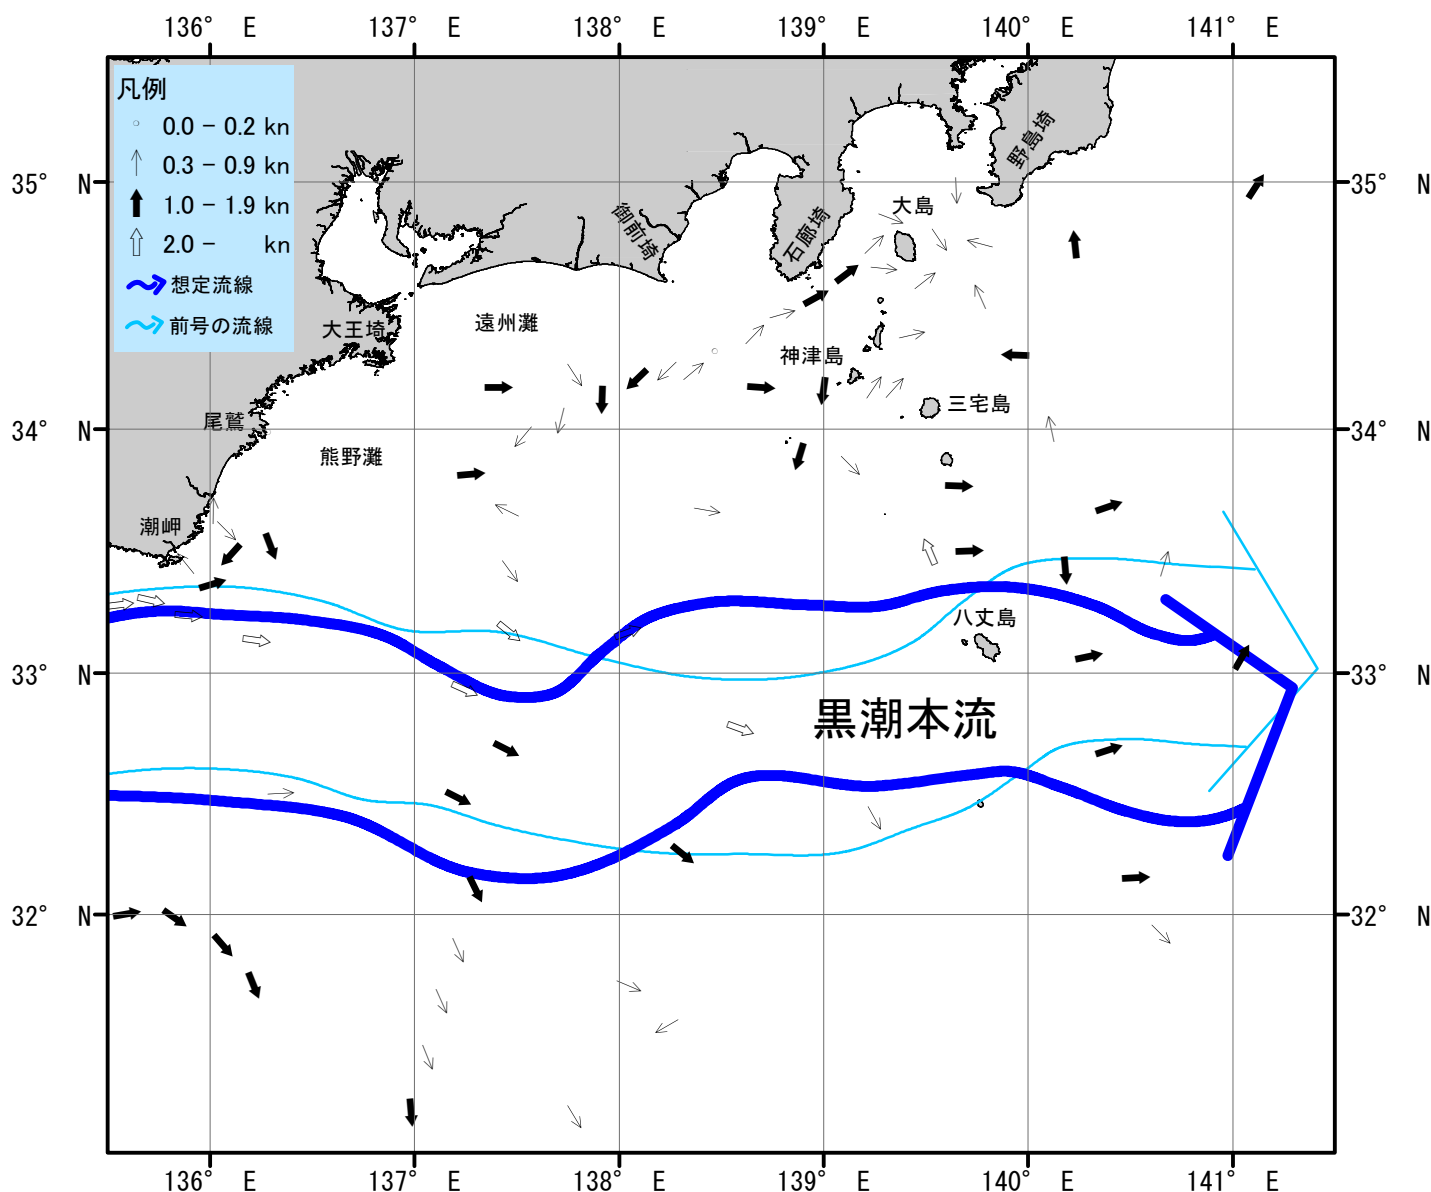 136° E 137° E 138° E 139° E 140° E 141° E
凡例
0.0 - 0.2 kn
0.3 - 0.9 kn
1.0 - 1.9 kn
2.0 - kn
想定流線
前号の流線
野島埼
35° N
35° N
大島
御前埼
石廊埼
大王埼
遠州灘
神津島
三宅島
尾鷲
34° N
34° N
熊野灘
潮岬
八丈島
33° N
33° N
黒潮本流
32° N
32° N
136° E 137° E 138° E 139° E 140° E 141° E